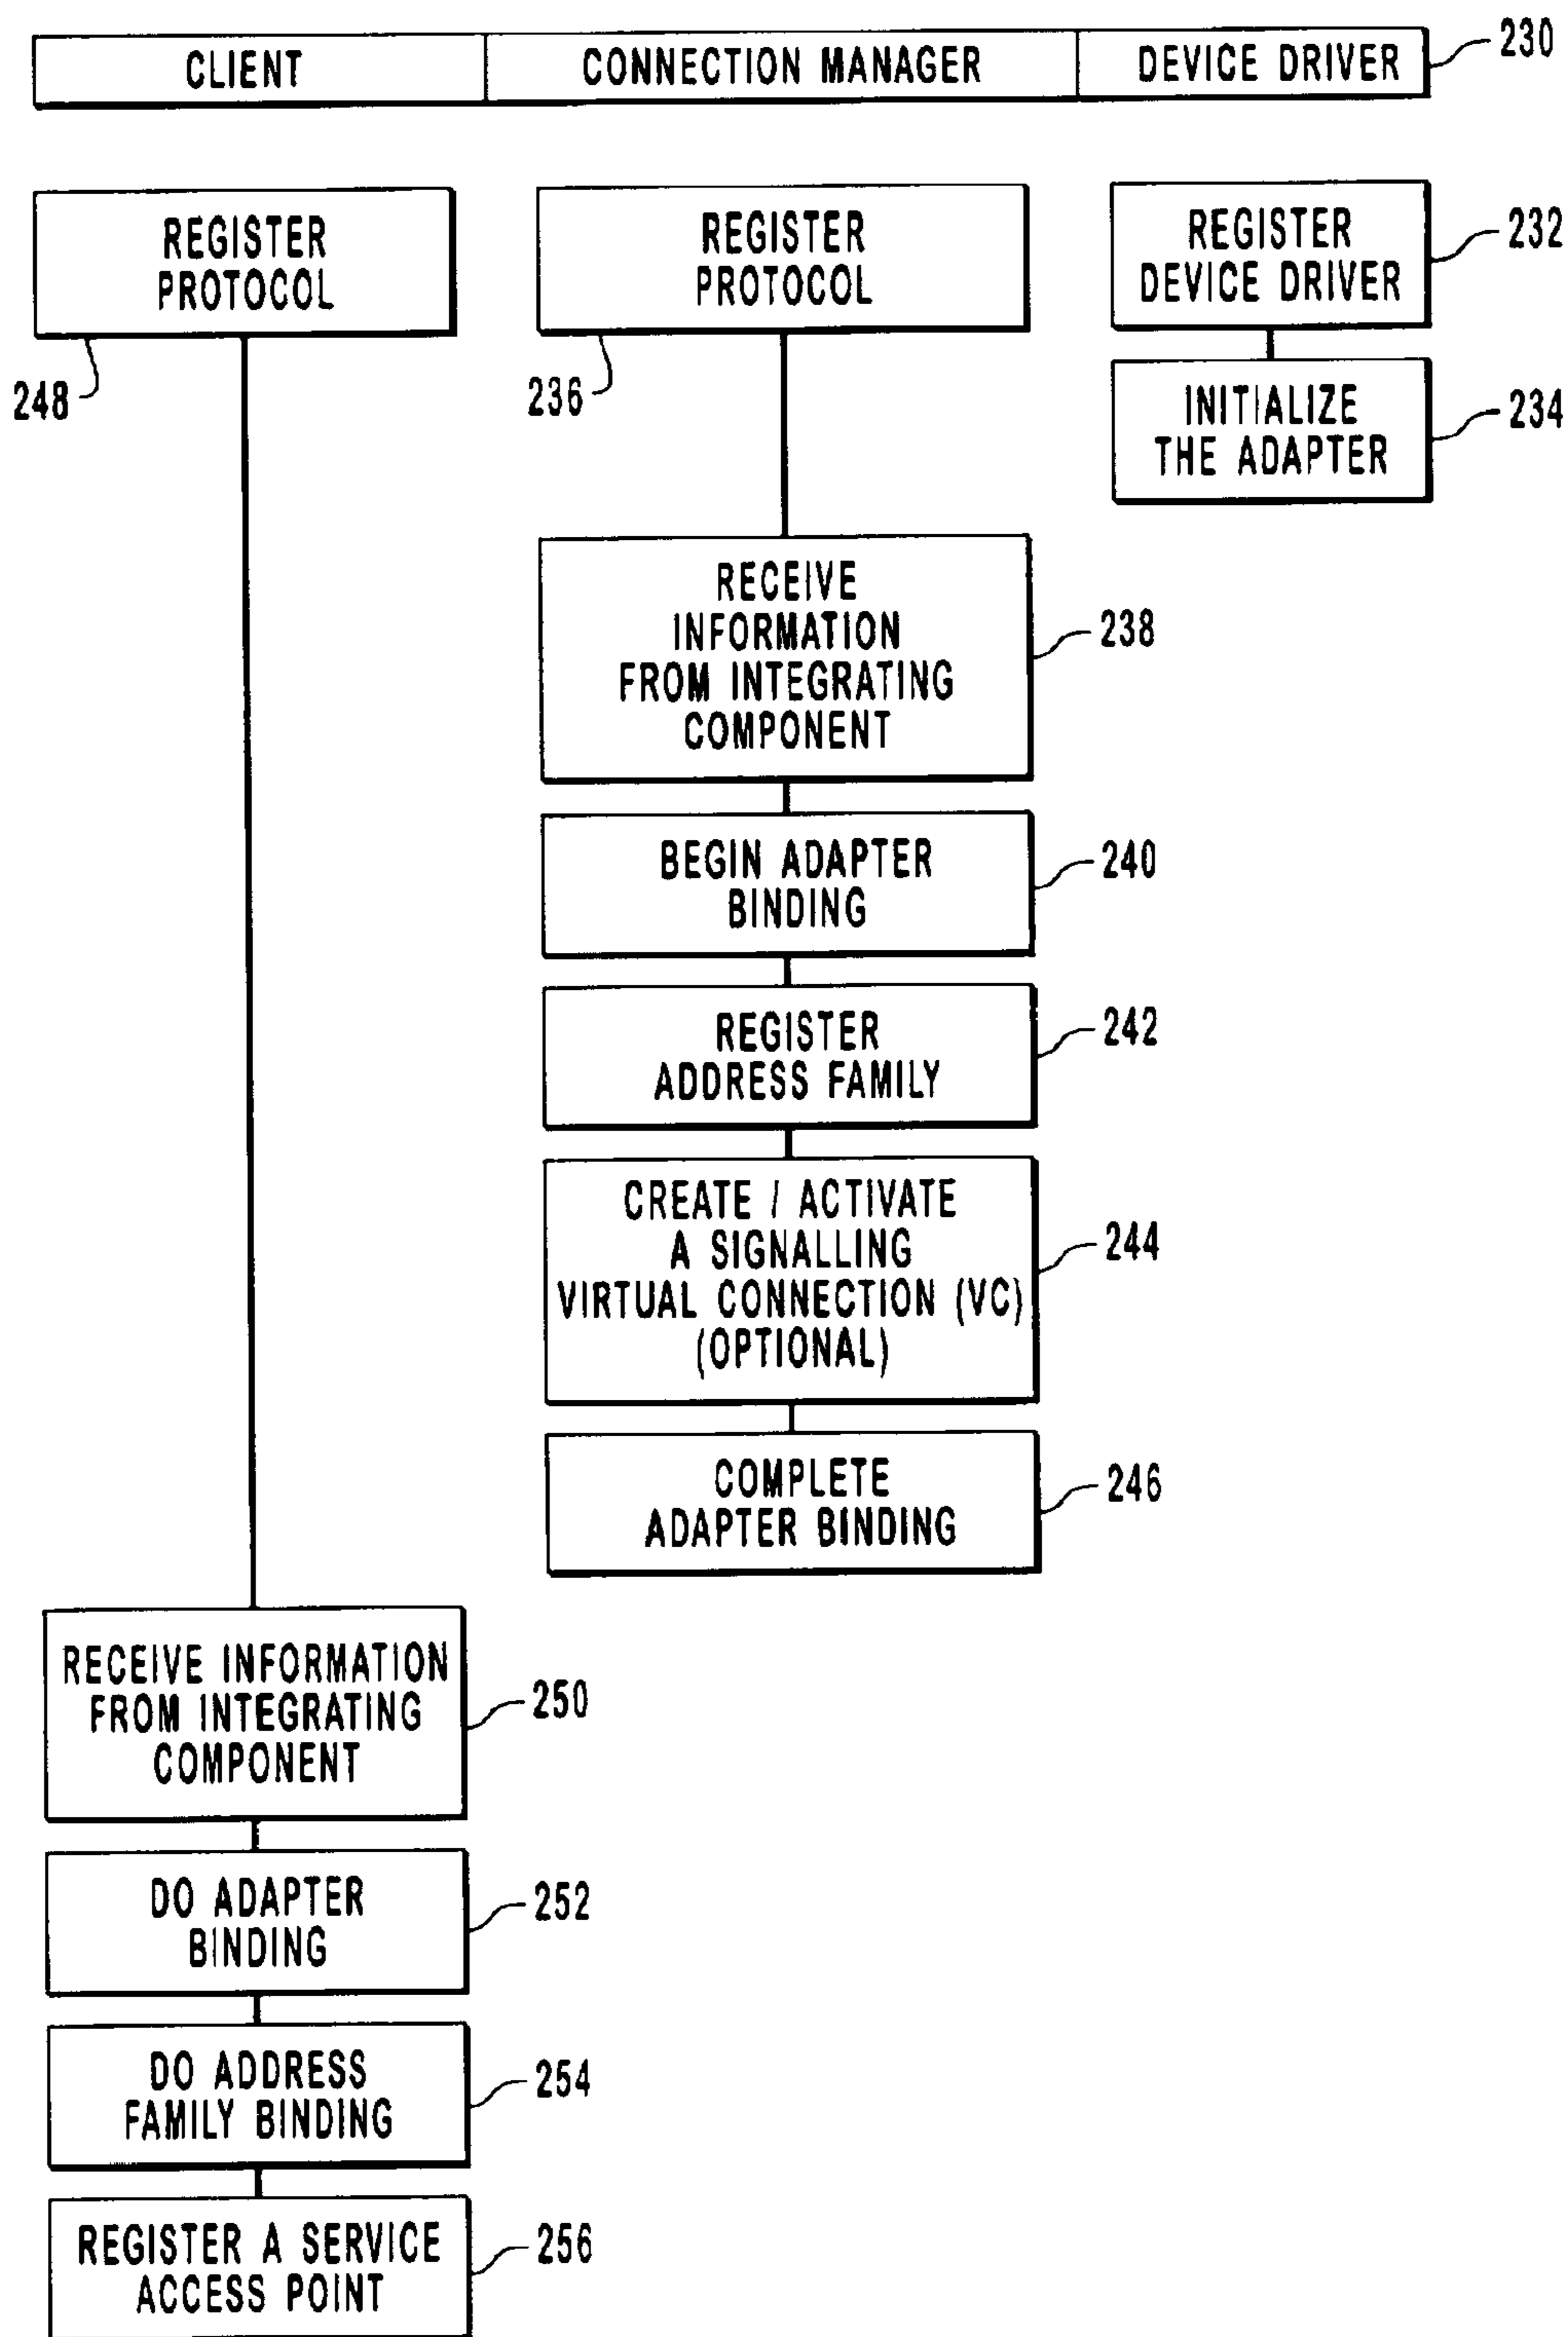 CLIENT
CONNECTION MANAGER
DEVICE DRIVER
230
REGISTER
PROTOCOL
248
REGISTER
PROTOCOL
236
REGISTER
DEVICE DRIVER
232
INITIALIZE
THE ADAPTER
234
RECEIVE
INFORMATION
FROM INTEGRATING
COMPONENT
238
BEGIN ADAPTER
BINDING
240
REGISTER
ADDRESS FAMILY
242
CREATE / ACTIVATE
A SIGNALLING
VIRTUAL CONNECTION (VC)
(OPTIONAL)
244
COMPLETE
ADAPTER BINDING
246
RECEIVE INFORMATION
FROM INTEGRATING
COMPONENT
250
DO ADAPTER
BINDING
252
DO ADDRESS
FAMILY BINDING
254
REGISTER A SERVICE
ACCESS POINT
256